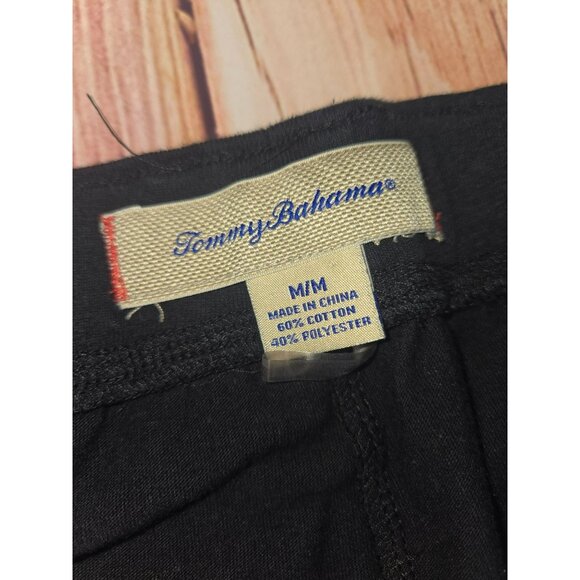 Tommy Bahama®
M/M
MADE IN CHINA
60% COTTON
40% POLYESTER